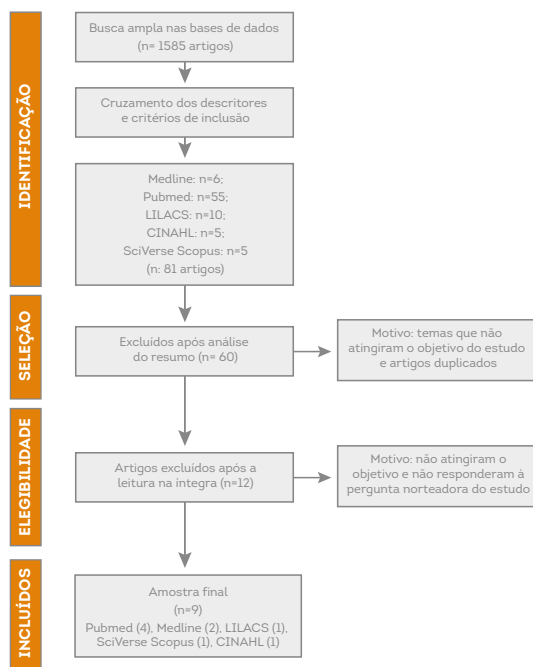 IDENTIFICAÇÃO
Busca ampla nas bases de dados
(n= 1585 artigos)
Cruzamento dos descritores
e critérios de inclusão
Medline: n=6;
Pubmed: n=55;
LILACS: n=10;
CINAHL: n=5;
SciVerse Scopus: n=5
(n: 81 artigos)
SELEÇÃO
Excluídos após análise
do resumo (n= 60)
Motivo: temas que não
atingiram o objetivo do estudo
e artigos duplicados
ELEGIBILIDADE
Artigos excluídos após a
leitura na íntegra (n=12)
Motivo: não atingiram o
objetivo e não responderam à
pergunta norteadora do estudo
INCLUÍDOS
Amostra final
(n=9)
Pubmed (4), Medline (2), LILACS (1),
SciVerse Scopus (1), CINAHL (1)